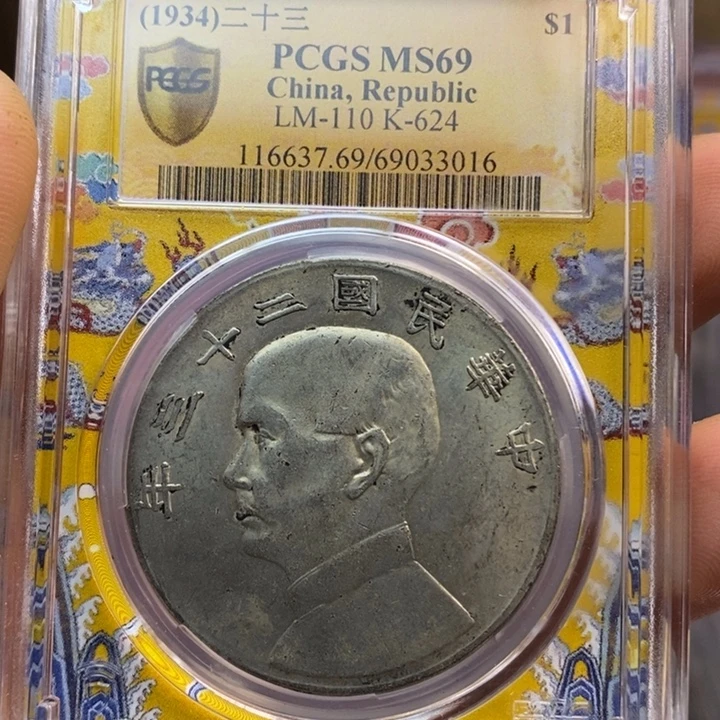 (1934)二十三 $1
PCGS
PCGS MS69
China, Republic
LM-110 K-624
116637.69/69033016
年三十二國民華中